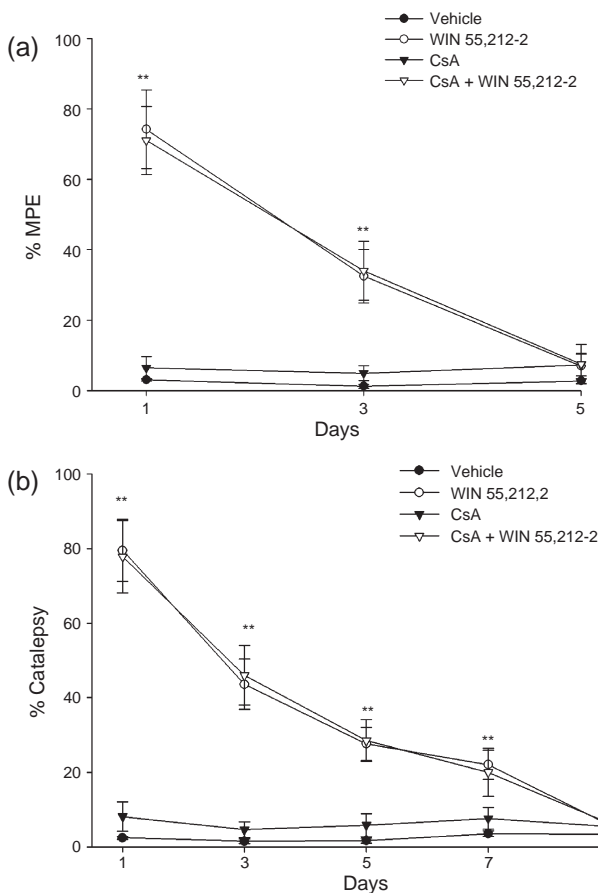 (a)
Vehicle
WIN 55,212-2
CsA
CsA + WIN 55,212-2
100
80
60
40
20
0
% MPE
**
**
1
3
5
Days
(b)
Vehicle
WIN 55,212,2
CsA
CsA + WIN 55,212-2
100
80
60
40
20
0
% Catalepsy
**
**
**
**
1
3
5
7
Days